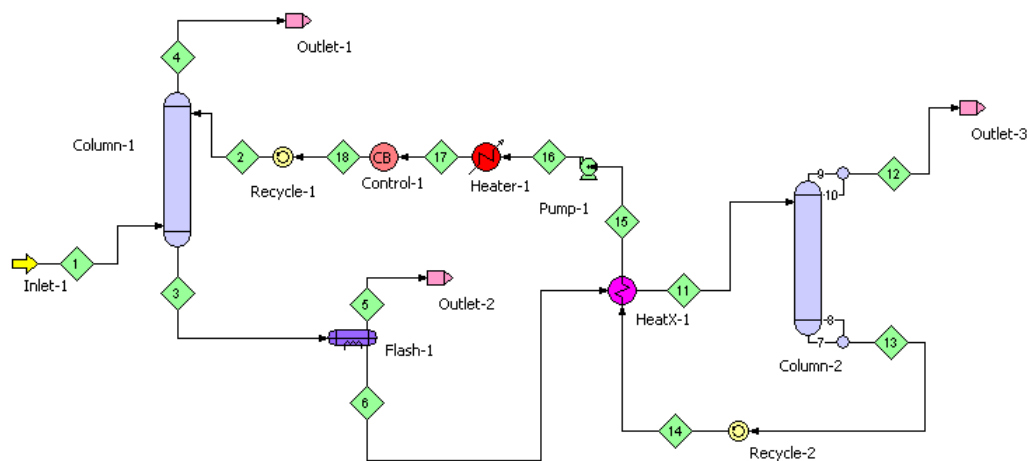 Outlet-1
4
Column-1
2
Recycle-1
18
CB
Control-1
17
Heater-1
16
Pump-1
15
Inlet-1
1
3
5
Outlet-2
Flash-1
6
HeatX-1
11
9
10
12
Outlet-3
8
7
13
Column-2
14
Recycle-2